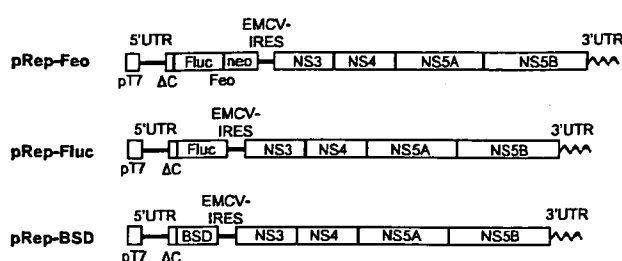 EMCV-
5'UTR IRES 3'UTR
pRep-Feo Fluc neo NS3 NS4 NS5A NS5B
pT7 ΔC Feo
EMCV-
5'UTR IRES 3'UTR
pRep-Fluc Fluc NS3 NS4 NS5A NS5B
pT7 ΔC
EMCV-
5'UTR IRES 3'UTR
pRep-BSD BSD NS3 NS4 NS5A NS5B
pT7 ΔC